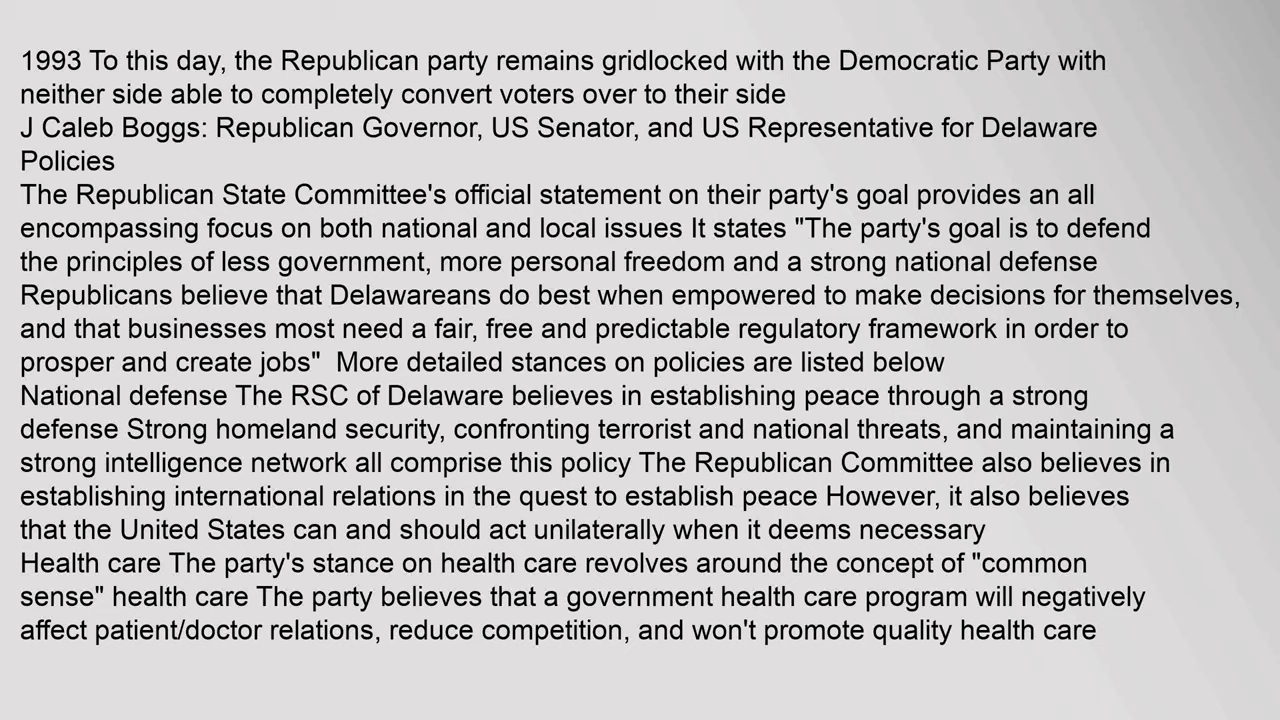 1993 To this day, the Republican party remains gridlocked with the Democratic Party with
neither side able to completely convert voters over to their side
J Caleb Boggs: Republican Governor, US Senator, and US Representative for Delaware
Policies
The Republican State Committee's official statement on their party's goal provides an all
encompassing focus on both national and local issues It states "The party's goal is to defend
the principles of less government, more personal freedom and a strong national defense
Republicans believe that Delawareans do best when empowered to make decisions for themselves,
and that businesses most need a fair, free and predictable regulatory framework in order to
prosper and create jobs"  More detailed stances on policies are listed below
National defense The RSC of Delaware believes in establishing peace through a strong
defense Strong homeland security, confronting terrorist and national threats, and maintaining a
strong intelligence network all comprise this policy The Republican Committee also believes in
establishing international relations in the quest to establish peace However, it also believes
that the United States can and should act unilaterally when it deems necessary
Health care The party's stance on health care revolves around the concept of "common
sense" health care The party believes that a government health care program will negatively
affect patient/doctor relations, reduce competition, and won't promote quality health care